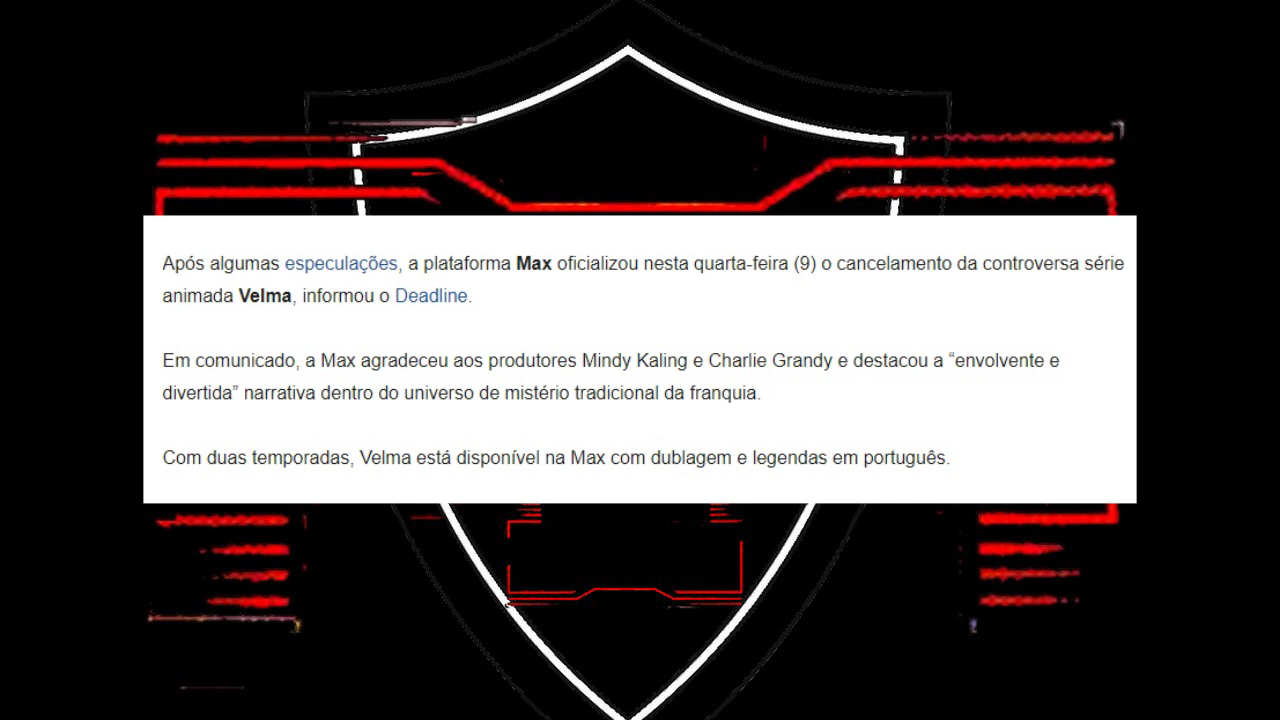 Após algumas especulações, a plataforma Max oficializou nesta quarta-feira (9) o cancelamento da controversa série
animada Velma, informou o Deadline.
Em comunicado, a Max agradeceu aos produtores Mindy Kaling e Charlie Grandy e destacou a “envolvente e
divertida” narrativa dentro do universo de mistério tradicional da franquia.
Com duas temporadas, Velma está disponível na Max com dublagem e legendas em português.